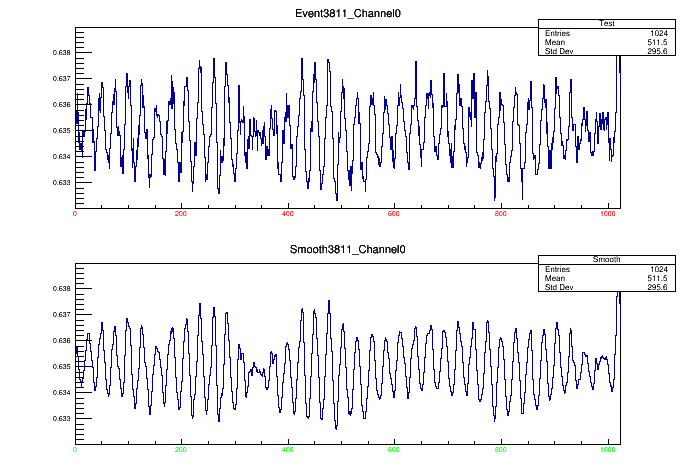 Event3811_Channel0
Test
Entries 1024
Mean 511.5
Std Dev 295.6
0.638
0.637
0.636
0.635
0.634
0.633
0 200 400 600 800 1000
Smooth3811_Channel0
Smooth
Entries 1024
Mean 511.5
Std Dev 295.6
0.638
0.637
0.636
0.635
0.634
0.633
0 200 400 600 800 1000